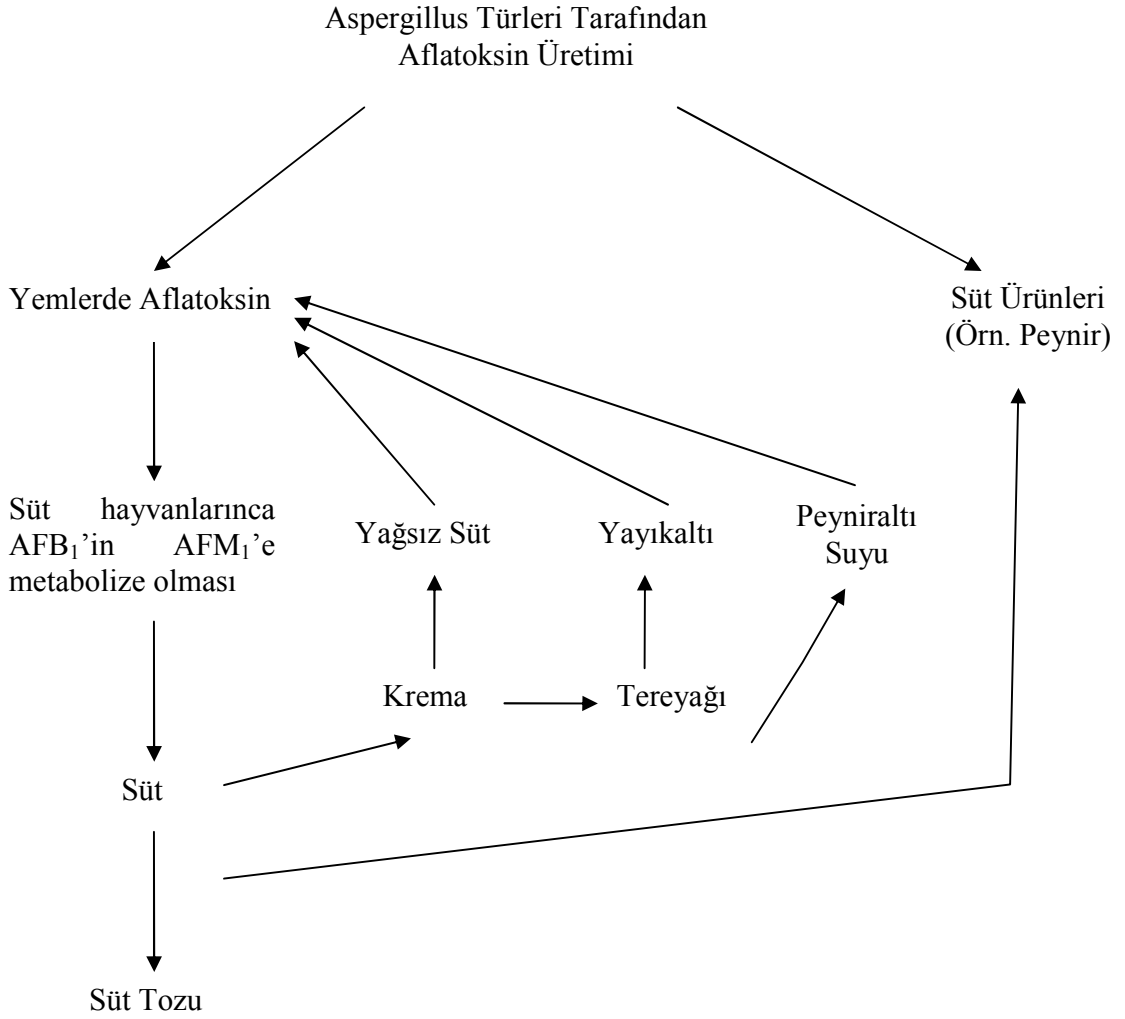 Aspergillus Türleri Tarafından
Aflatoksin Üretimi
Yemlerde Aflatoksin
Süt Ürünleri
(Örn. Peynir)
Süt hayvanlarınca
AFB₁’in AFM₁’e
metabolize olması
Yağsız Süt
Yayıkaltı
Peyniraltı
Suyu
Krema
Tereyağı
Süt
Süt Tozu